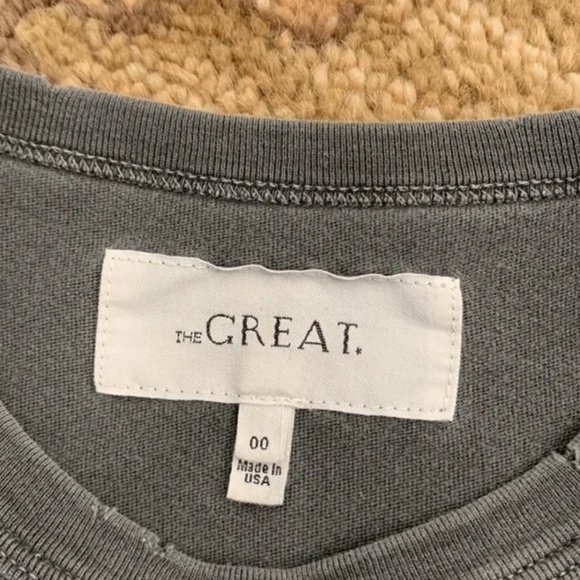 THE GREAT.
00
Made In
USA